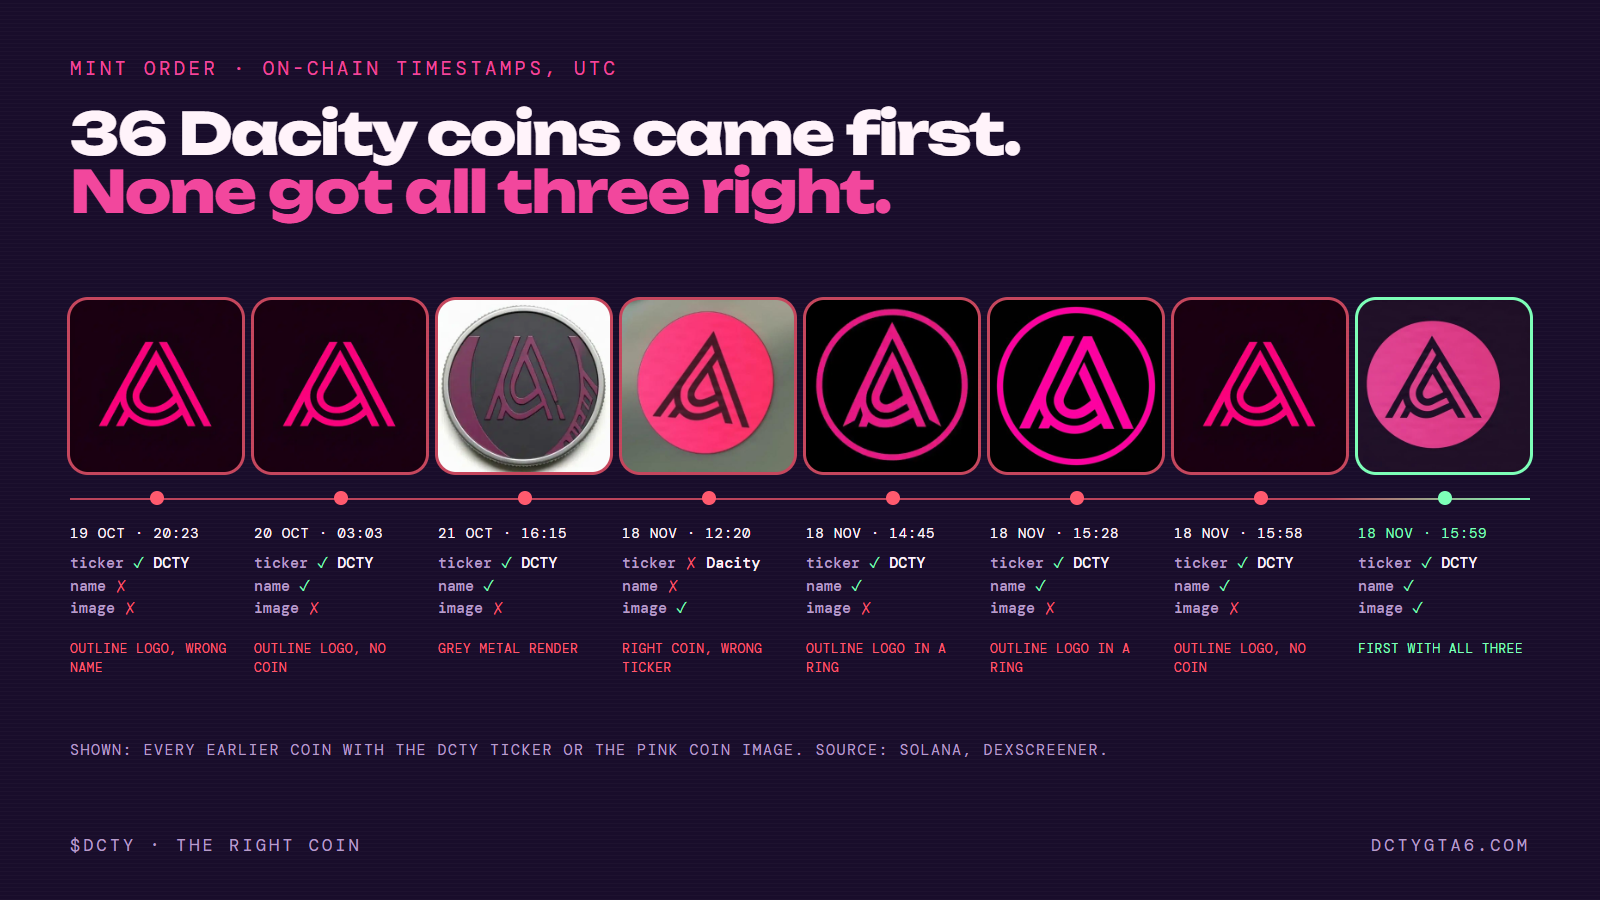 MINT ORDER · ON-CHAIN TIMESTAMPS, UTC
36 Dacity coins came first.
None got all three right.
19 OCT · 20:23
ticker ✓ DCTY
name ✗
image ✗
OUTLINE LOGO, WRONG
NAME
20 OCT · 03:03
ticker ✓ DCTY
name ✓
image ✗
OUTLINE LOGO, NO
COIN
21 OCT · 16:15
ticker ✓ DCTY
name ✓
image ✗
GREY METAL RENDER
18 NOV · 12:20
ticker ✗ Dacity
name ✗
image ✓
RIGHT COIN, WRONG
TICKER
18 NOV · 14:45
ticker ✓ DCTY
name ✓
image ✗
OUTLINE LOGO IN A
RING
18 NOV · 15:28
ticker ✓ DCTY
name ✓
image ✗
OUTLINE LOGO IN A
RING
18 NOV · 15:58
ticker ✓ DCTY
name ✓
image ✗
OUTLINE LOGO, NO
COIN
18 NOV · 15:59
ticker ✓ DCTY
name ✓
image ✓
FIRST WITH ALL THREE
SHOWN: EVERY EARLIER COIN WITH THE DCTY TICKER OR THE PINK COIN IMAGE. SOURCE: SOLANA, DEXSCREENER.
$DCTY · THE RIGHT COIN
DCTYGTA6.COM